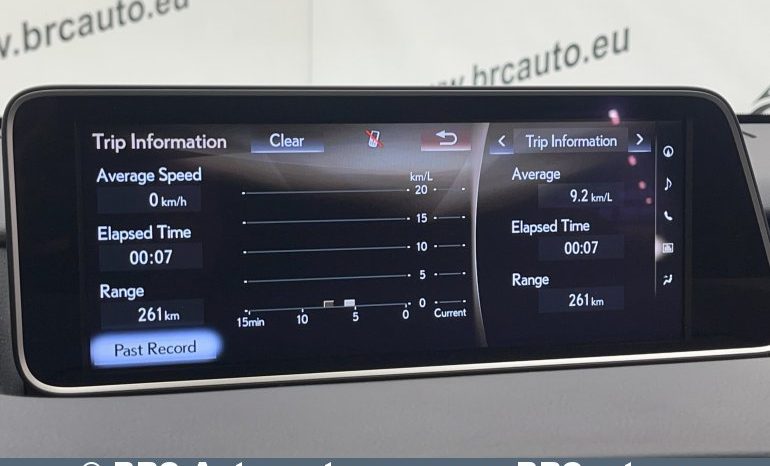 w.brcauto.eu
w.brcauto.eu
Trip Information
Clear
Average Speed
0 km/h
Elapsed Time
00:07
Range
261 km
Past Record
km/L
20
15
10
5
0
15min
10
5
0
Current
Trip Information
Average
9.2 km/L
Elapsed Time
00:07
Range
261 km